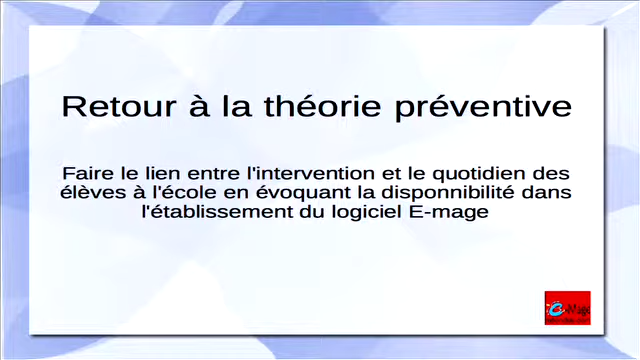 Retour à la théorie préventive
Faire le lien entre l'intervention et le quotidien des
élèves à l'école en évoquant la disponnibilité dans
l'établissement du logiciel E-mage